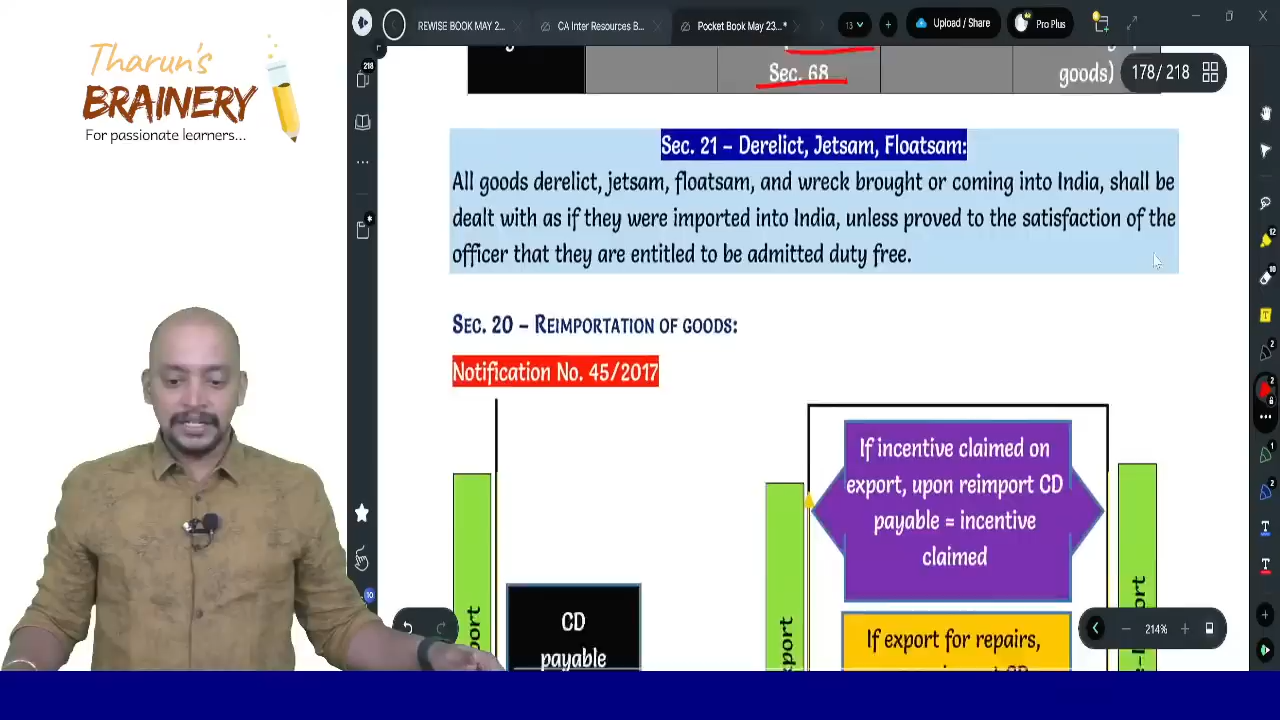 Tharun's
BRAINERY
For passionate learners...
REWISE BOOK MAY 2...
CA Inter Resources B...
Pocket Book May 23...*
13
Upload / Share
Pro Plus
218
Sec. 68
goods)
178/ 218
Sec. 21 – Derelict, Jetsam, Floatsam:
All goods derelict, jetsam, floatsam, and wreck brought or coming into India, shall be
dealt with as if they were imported into India, unless proved to the satisfaction of the
officer that they are entitled to be admitted duty free.
SEC. 20 – REIMPORTATION OF GOODS:
Notification No. 45/2017
If incentive claimed on
export, upon reimport CD
payable = incentive
claimed
CD
payable
If export for repairs,
214%